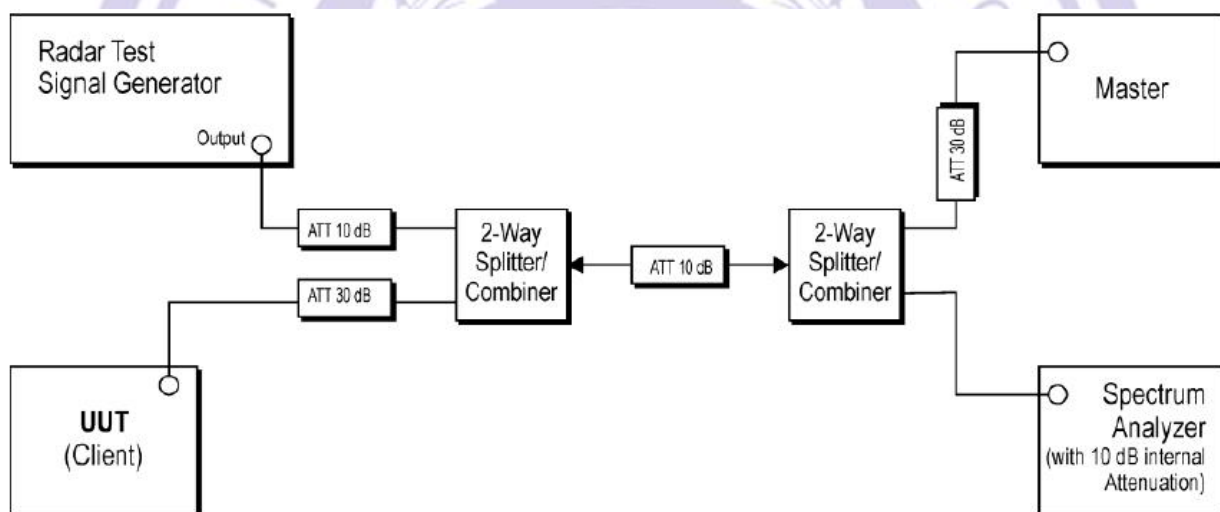 Radar Test
Signal Generator
Output
ATT 10 dB
ATT 30 dB
2-Way
Splitter/
Combiner
ATT 10 dB
2-Way
Splitter/
Combiner
ATT 30 dB
Master
UUT
(Client)
Spectrum
Analyzer
(with 10 dB internal
Attenuation)